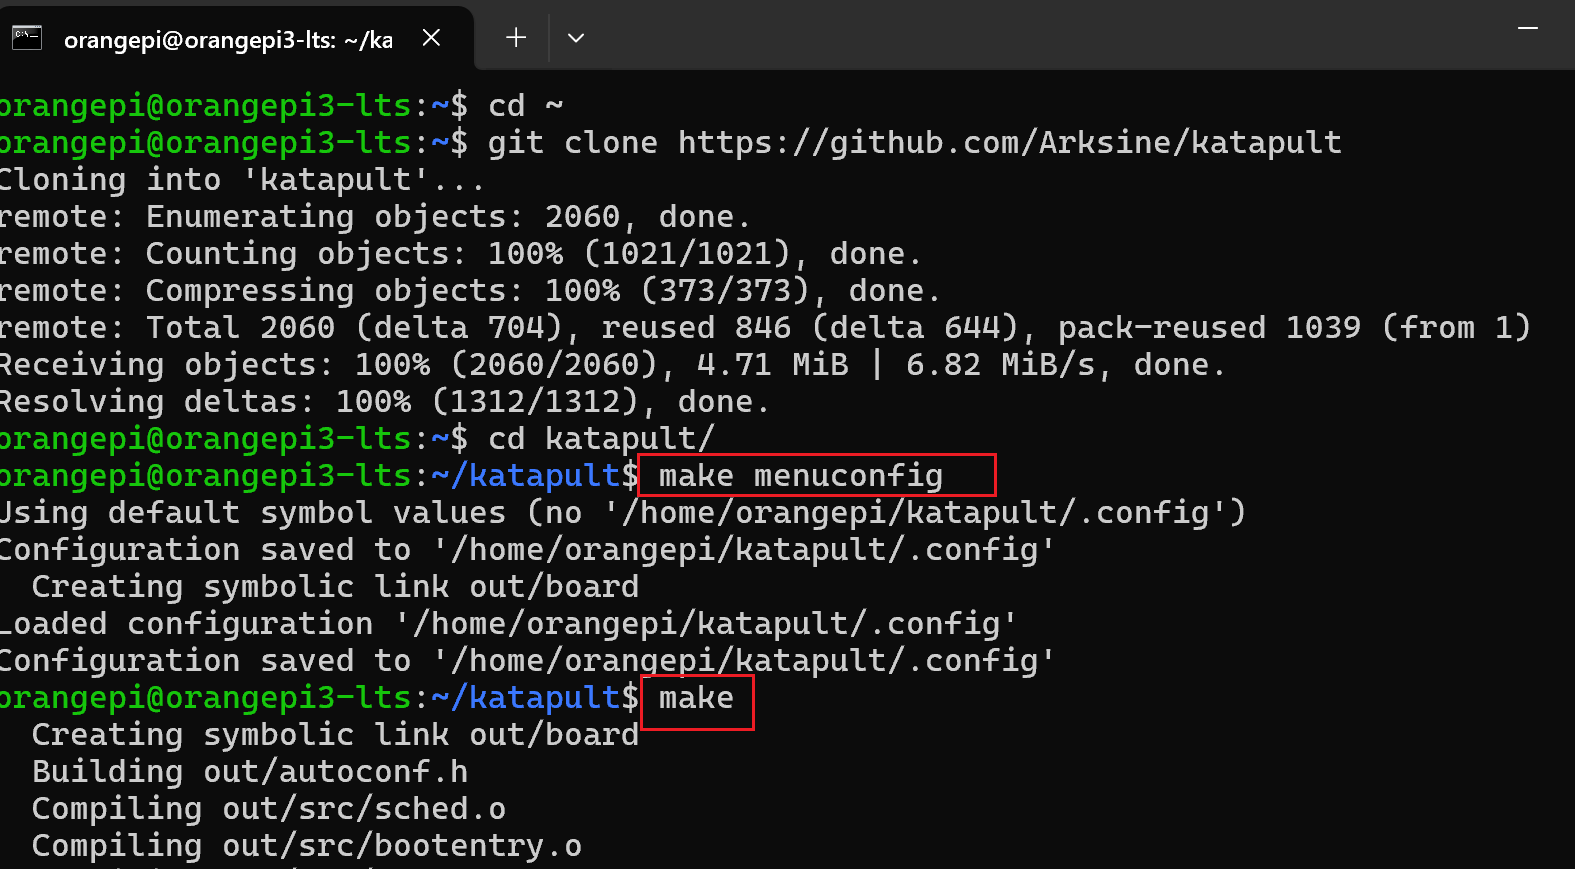 orangepi@orangepi3-lts: ~/ka
orangepi@orangepi3-lts:~$ cd ~
orangepi@orangepi3-lts:~$ git clone https://github.com/Arksine/katapult
Cloning into 'katapult'...
remote: Enumerating objects: 2060, done.
remote: Counting objects: 100% (1021/1021), done.
remote: Compressing objects: 100% (373/373), done.
remote: Total 2060 (delta 704), reused 846 (delta 644), pack-reused 1039 (from 1)
Receiving objects: 100% (2060/2060), 4.71 MiB | 6.82 MiB/s, done.
Resolving deltas: 100% (1312/1312), done.
orangepi@orangepi3-lts:~$ cd katapult/
orangepi@orangepi3-lts:~/katapult$ make menuconfig
Using default symbol values (no '/home/orangepi/katapult/.config')
Configuration saved to '/home/orangepi/katapult/.config'
  Creating symbolic link out/board
Loaded configuration '/home/orangepi/katapult/.config'
Configuration saved to '/home/orangepi/katapult/.config'
orangepi@orangepi3-lts:~/katapult$ make
  Creating symbolic link out/board
  Building out/autoconf.h
  Compiling out/src/sched.o
  Compiling out/src/bootentry.o